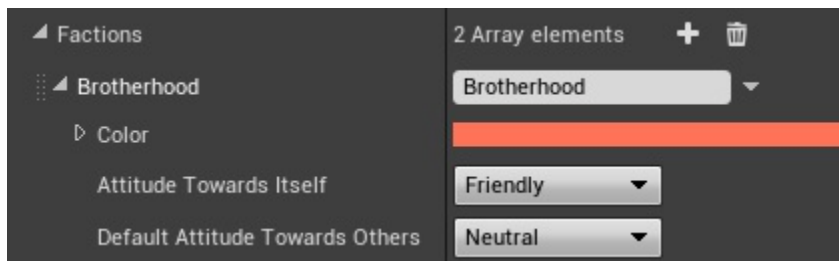 Factions 2 Array elements
Brotherhood Brotherhood
Color
Attitude Towards Itself Friendly
Default Attitude Towards Others Neutral